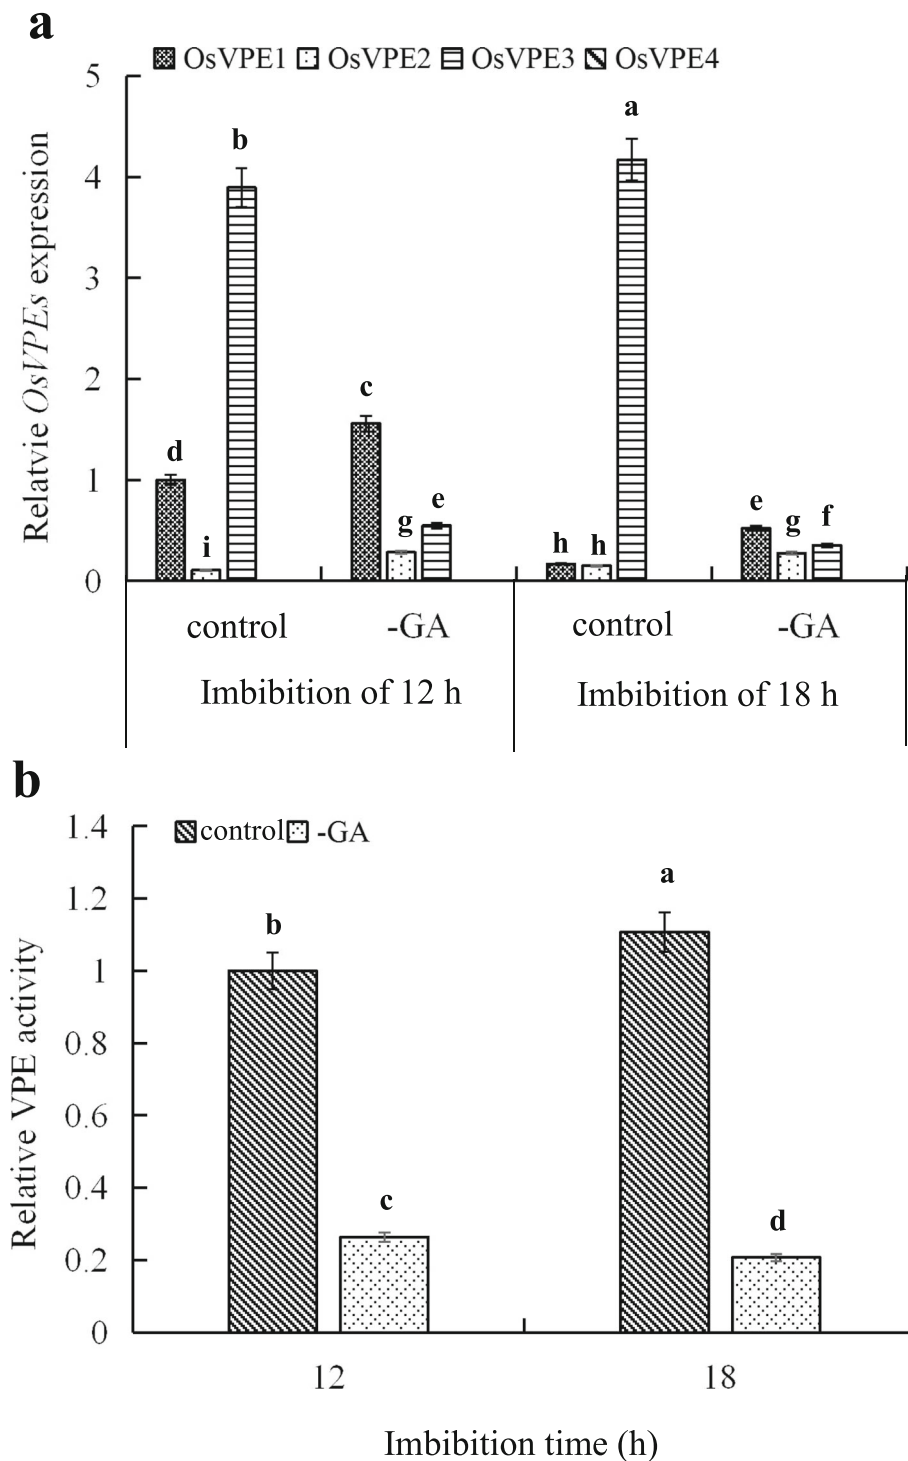 a
OsVPE1 OsVPE2 OsVPE3 OsVPE4
Relatvie OsVPEs expression
5
4
3
2
1
0
d
i
b
c
g
e
h
h
a
e
g
f
control -GA control -GA
Imbibition of 12 h Imbibition of 18 h
b
control -GA
Relative VPE activity
1.4
1.2
1
0.8
0.6
0.4
0.2
0
b
c
a
d
12 18
Imbibition time (h)